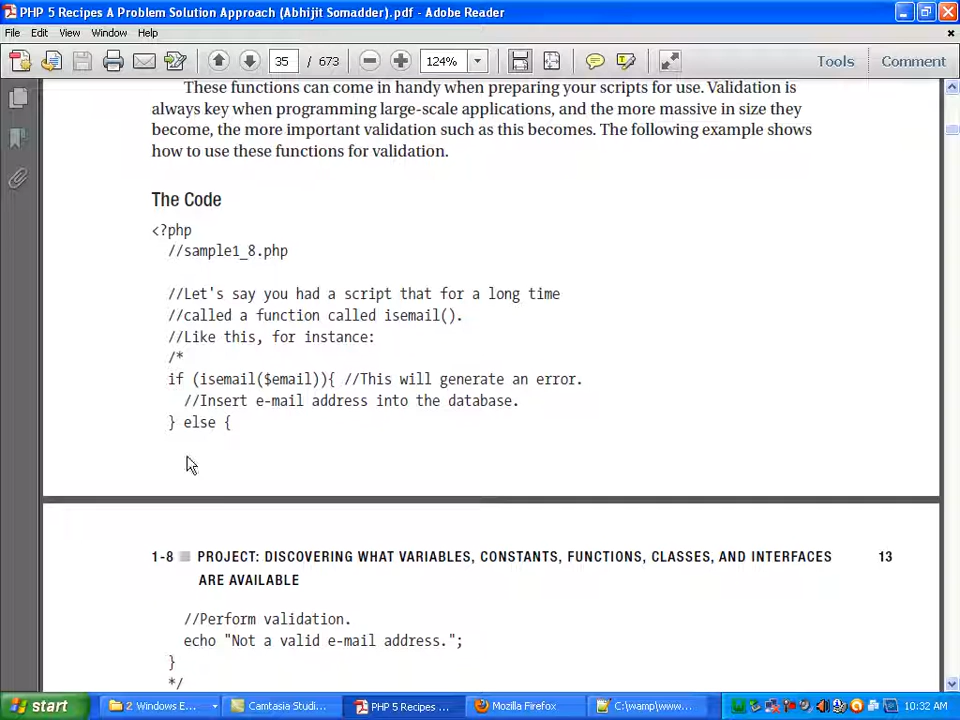 PHP 5 Recipes A Problem Solution Approach (Abhijit Somadder).pdf - Adobe Reader
File Edit View Window Help
35 / 673 124% Tools Comment
These functions can come in handy when preparing your scripts for use. Validation is
always key when programming large-scale applications, and the more massive in size they
become, the more important validation such as this becomes. The following example shows
how to use these functions for validation.
The Code
<?php
//sample1_8.php
//Let's say you had a script that for a long time
//called a function called isemail().
//Like this, for instance:
/*
if (isemail($email)){ //This will generate an error.
//Insert e-mail address into the database.
} else {
1-8 PROJECT: DISCOVERING WHAT VARIABLES, CONSTANTS, FUNCTIONS, CLASSES, AND INTERFACES 13
ARE AVAILABLE
//Perform validation.
echo "Not a valid e-mail address.";
}
*/
start 2 Windows E... Camtasia Studi... PHP 5 Recipes ... Mozilla Firefox C:\wamp\www... 10:32 AM